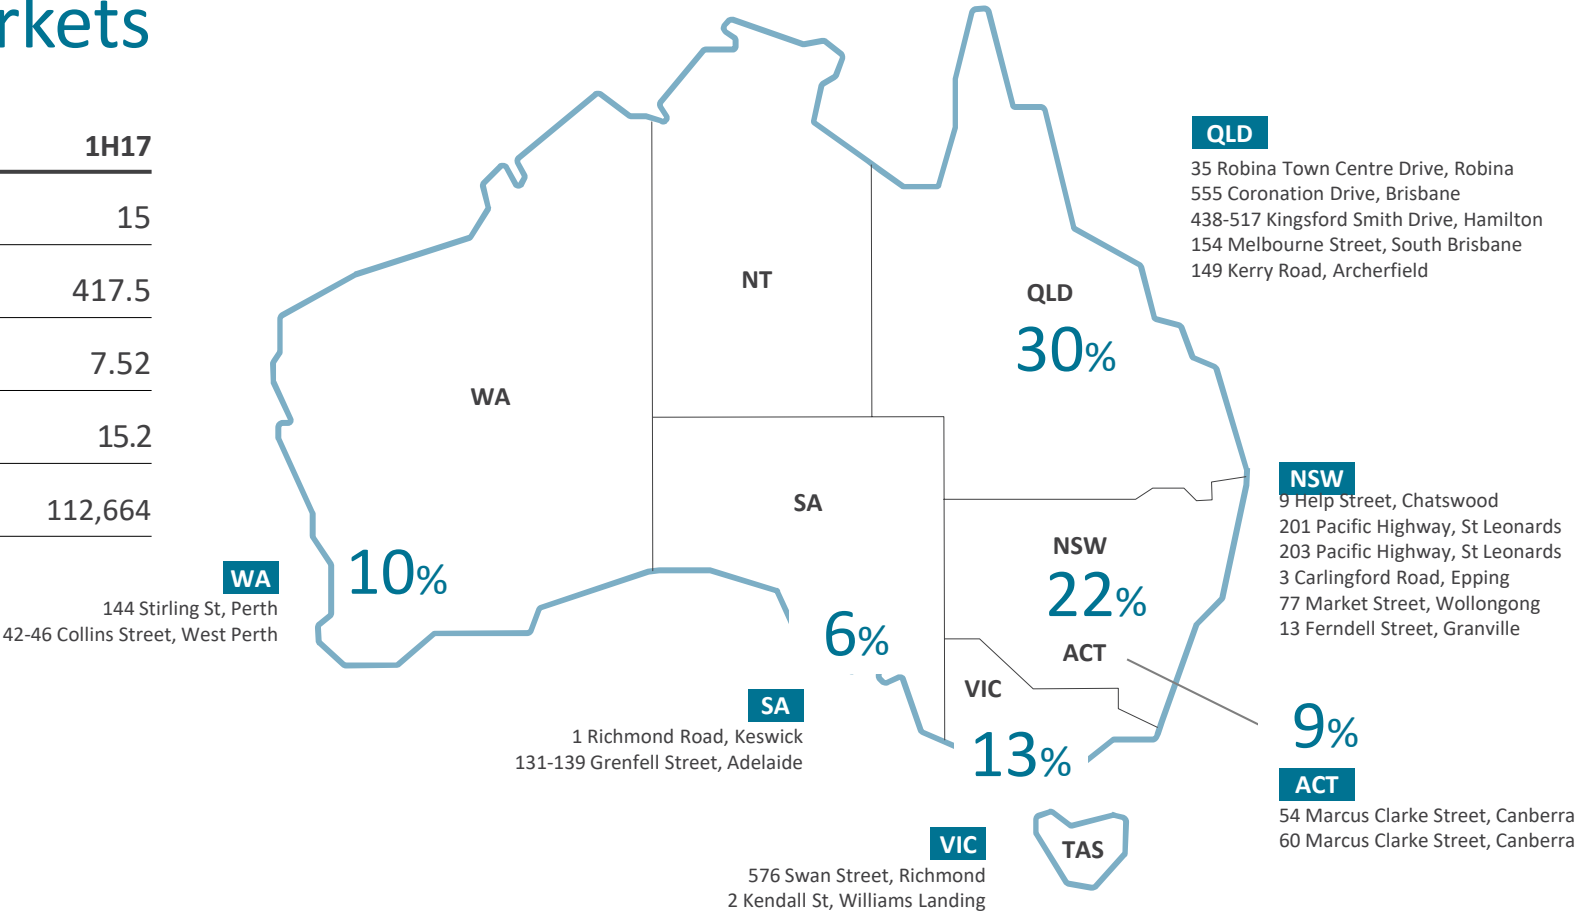 rkets
1H17
15
417.5
7.52
15.2
112,664
NT
QLD
30%
WA
SA
NSW
22%
10%
6%
ACT
VIC
13%
9%
TAS
QLD
35 Robina Town Centre Drive, Robina
555 Coronation Drive, Brisbane
438-517 Kingsford Smith Drive, Hamilton
154 Melbourne Street, South Brisbane
149 Kerry Road, Archerfield
NSW
9 Help Street, Chatswood
201 Pacific Highway, St Leonards
203 Pacific Highway, St Leonards
3 Carlingford Road, Epping
77 Market Street, Wollongong
13 Ferndell Street, Granville
WA
144 Stirling St, Perth
42-46 Collins Street, West Perth
SA
1 Richmond Road, Keswick
131-139 Grenfell Street, Adelaide
ACT
54 Marcus Clarke Street, Canberra
60 Marcus Clarke Street, Canberra
VIC
576 Swan Street, Richmond
2 Kendall St, Williams Landing